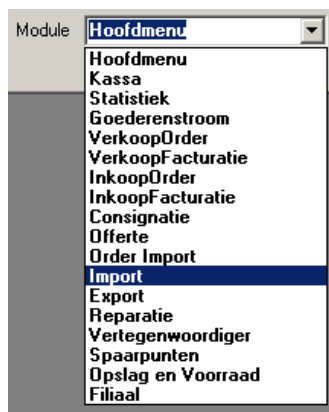 Module Hoofdmenu
Hoofdmenu
Kassa
Statistiek
Goederenstroom
VerkoopOrder
VerkoopFacturatie
InkoopOrder
InkoopFacturatie
Consignatie
Offerte
Order Import
Import
Export
Reparatie
Vertegenwoordiger
Spaarpunten
Opslag en Voorraad
Filiaal